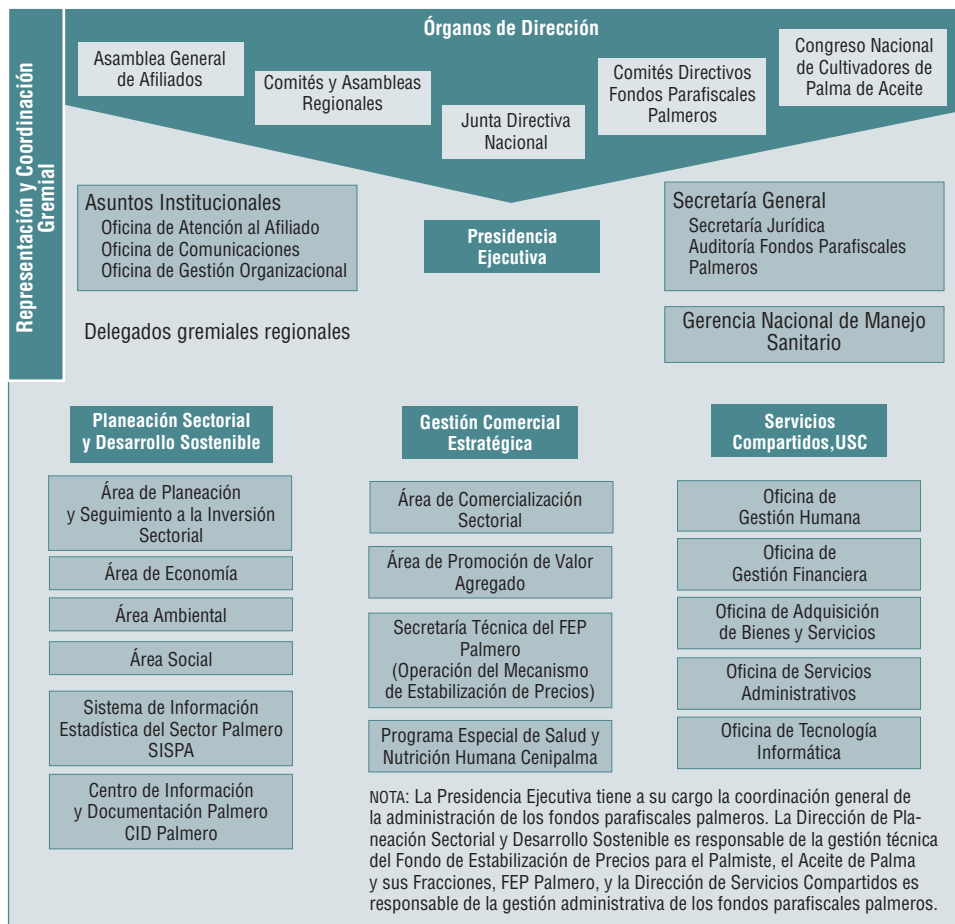 Representación y Coordinación
Gremial
Órganos de Dirección
Asamblea General
de Afiliados
Comités y Asambleas
Regionales
Junta Directiva
Nacional
Comités Directivos
Fondos Parafiscales
Palmeros
Congreso Nacional
de Cultivadores de
Palma de Aceite
Asuntos Institucionales
Oficina de Atención al Afiliado
Oficina de Comunicaciones
Oficina de Gestión Organizacional
Presidencia
Ejecutiva
Secretaría General
Secretaría Jurídica
Auditoría Fondos Parafiscales
Palmeros
Delegados gremiales regionales
Gerencia Nacional de Manejo
Sanitario
Planeación Sectorial
y Desarrollo Sostenible
Área de Planeación
y Seguimiento a la Inversión
Sectorial
Área de Economía
Área Ambiental
Área Social
Sistema de Información
Estadística del Sector Palmero
SISPA
Centro de Información
y Documentación Palmero
CID Palmero
Gestión Comercial
Estratégica
Área de Comercialización
Sectorial
Área de Promoción de Valor
Agregado
Secretaría Técnica del FEP
Palmero
(Operación del Mecanismo
de Estabilización de Precios)
Programa Especial de Salud y
Nutrición Humana Cenipalma
Servicios
Compartidos,USC
Oficina de
Gestión Humana
Oficina de
Gestión Financiera
Oficina de Adquisición
de Bienes y Servicios
Oficina de Servicios
Administrativos
Oficina de Tecnología
Informática
NOTA: La Presidencia Ejecutiva tiene a su cargo la coordinación general de
la administración de los fondos parafiscales palmeros. La Dirección de Pla-
neación Sectorial y Desarrollo Sostenible es responsable de la gestión técnica
del Fondo de Estabilización de Precios para el Palmiste, el Aceite de Palma
y sus Fracciones, FEP Palmero, y la Dirección de Servicios Compartidos es
responsable de la gestión administrativa de los fondos parafiscales palmeros.